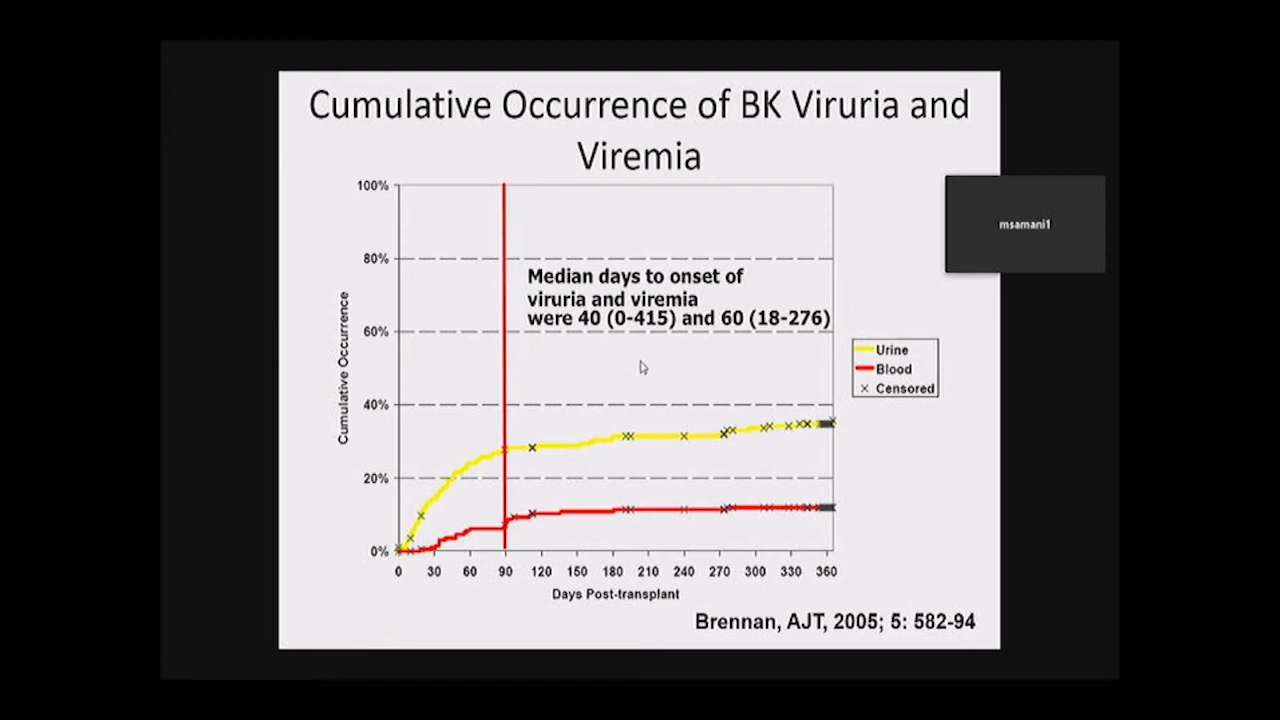 Cumulative Occurrence of BK Viruria and
Viremia
msamani1
100%
80%
60%
40%
20%
0%
Cumulative Occurrence
Median days to onset of
viruria and viremia
were 40 (0-415) and 60 (18-276)
Urine
Blood
Censored
0 30 60 90 120 150 180 210 240 270 300 330 360
Days Post-transplant
Brennan, AJT, 2005; 5: 582-94